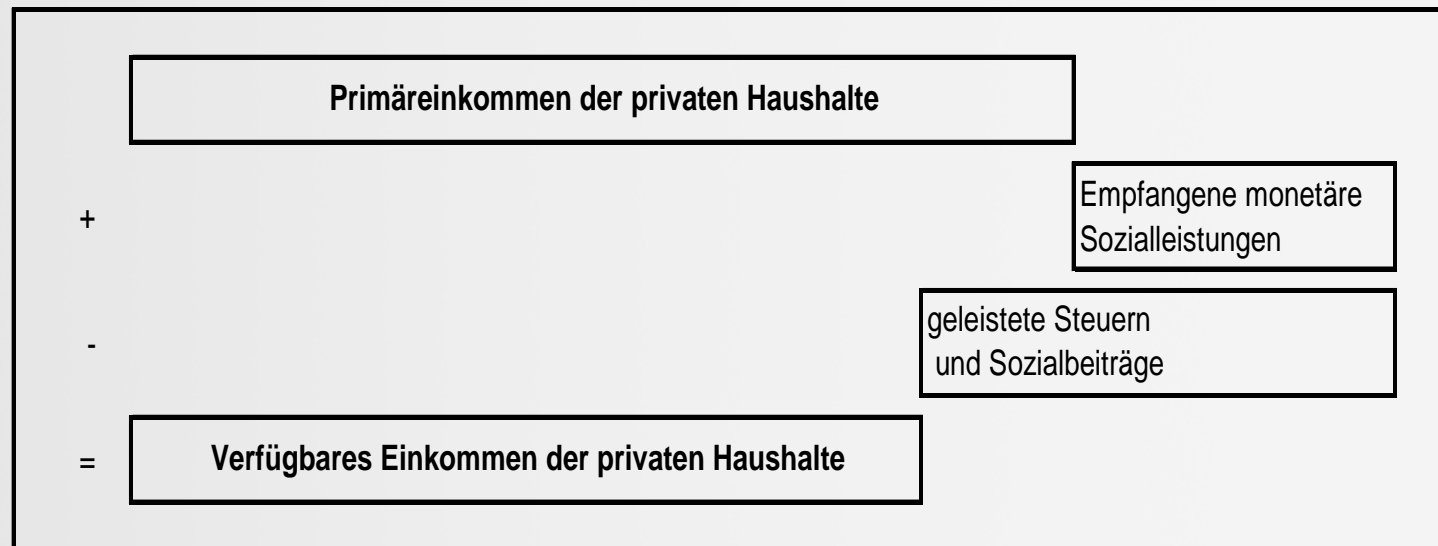 Primäreinkommen der privaten Haushalte
+
Empfangene monetäre
Sozialleistungen
-
geleistete Steuern
und Sozialbeiträge
=
Verfügbares Einkommen der privaten Haushalte